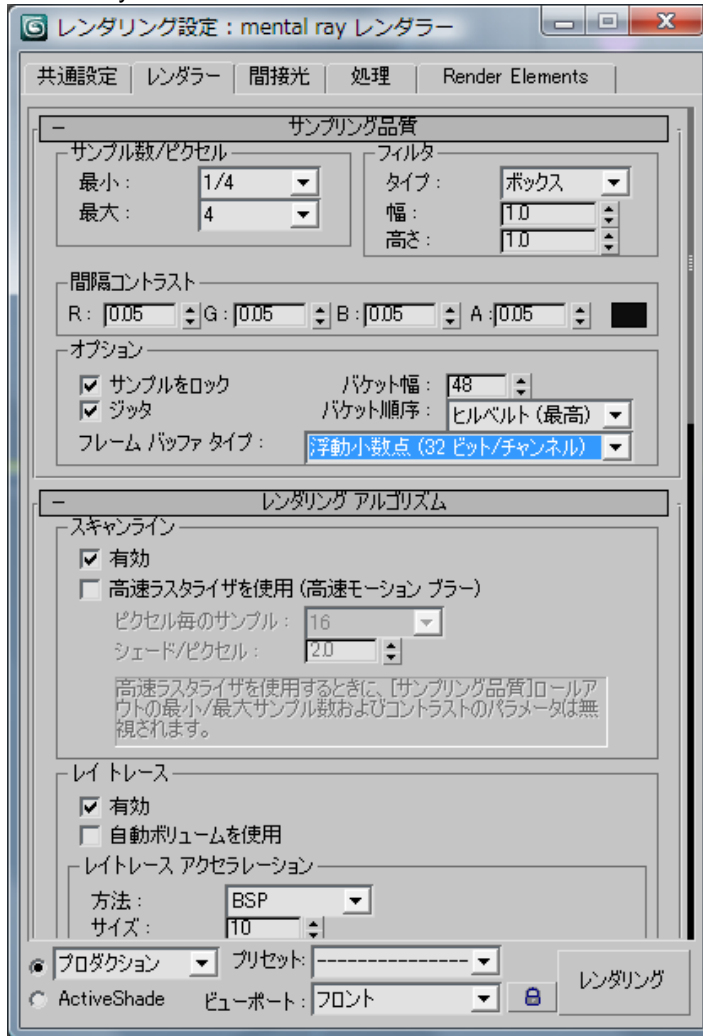 レンダリング設定：mental ray レンダラー
共通設定 レンダラー 間接光 処理 Render Elements
サンプリング品質
サンプル数/ピクセル フィルタ
最小： 1/4 タイプ： ボックス
最大： 4 幅： 1.0
高さ： 1.0
間隔コントラスト
R： 0.05 G： 0.05 B： 0.05 A： 0.05
オプション
サンプルをロック バケット幅： 48
ジッタ バケット順序： ヒルベルト (最高)
フレーム バッファ タイプ： 浮動小数点 (32 ビット/チャンネル)
レンダリング アルゴリズム
スキャンライン
有効
高速ラスタライザを使用 (高速モーション ブラー)
ピクセル毎のサンプル： 16
シェード/ピクセル： 2.0
高速ラスタライザを使用するときに、[サンプリング品質]ロールア
ウトの最小/最大サンプル数およびコントラストのパラメータは無
視されます。
レイ トレース
有効
自動ボリュームを使用
レイトレース アクセラレーション
方法： BSP
サイズ： 10
プロダクション プリセット： -----------------
ActiveShade ビューポート： フロント レンダリング